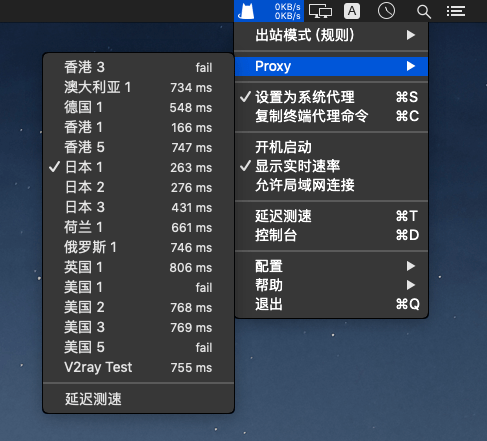 0KB/s
0KB/s
A
出站模式 (规则)
Proxy
设置为系统代理 ⌘S
复制终端代理命令 ⌘C
开机启动
显示实时速率
允许局域网连接
延迟测速 ⌘T
控制台 ⌘D
配置
帮助
退出 ⌘Q
香港 3 fail
澳大利亚 1 734 ms
德国 1 548 ms
香港 1 166 ms
香港 5 747 ms
日本 1 263 ms
日本 2 276 ms
日本 3 431 ms
荷兰 1 661 ms
俄罗斯 1 746 ms
英国 1 806 ms
美国 1 fail
美国 2 768 ms
美国 3 769 ms
美国 5 fail
V2ray Test 755 ms
延迟测速